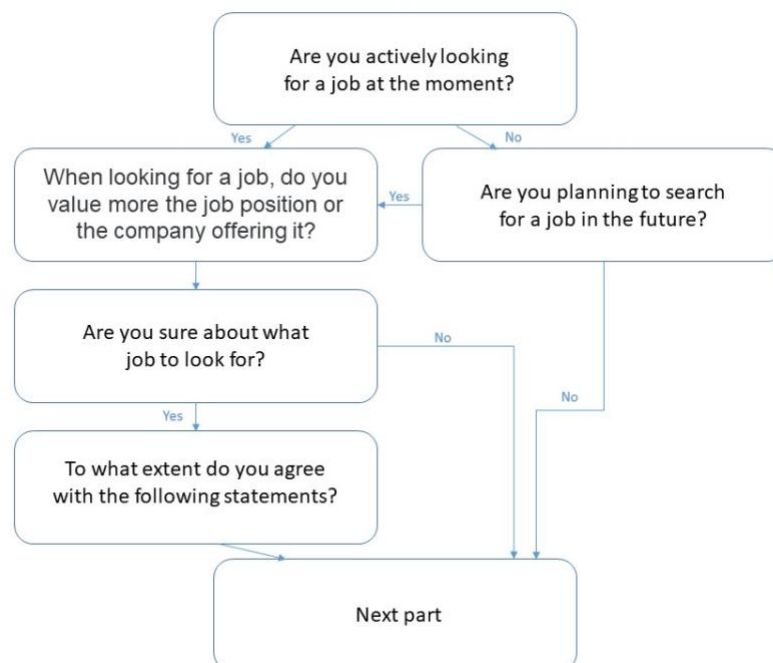 Are you actively looking
for a job at the moment?
Yes
No
When looking for a job, do you
value more the job position or
the company offering it?
Yes
Are you planning to search
for a job in the future?
Are you sure about what
job to look for?
No
No
Yes
To what extent do you agree
with the following statements?
Next part